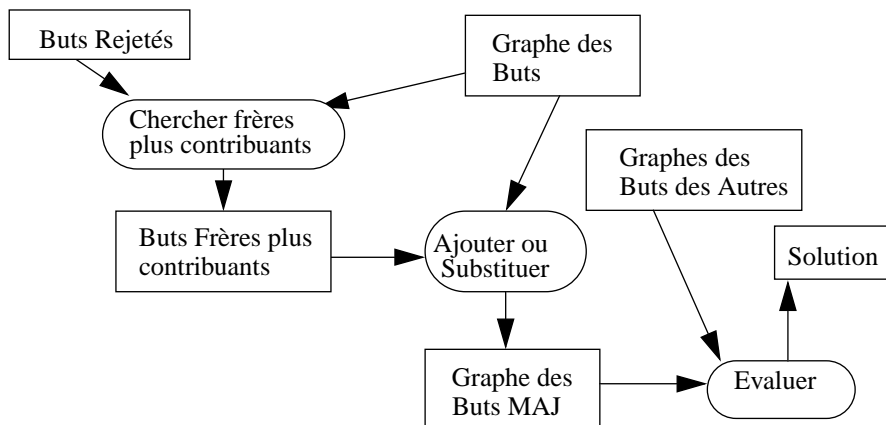 Buts Rejetés
Graphe des
Buts
Chercher frères
plus contribuants
Graphes des
Buts des Autres
Buts Frères plus
contribuants
Ajouter ou
Substituer
Solution
Graphe des
Buts MAJ
Evaluer